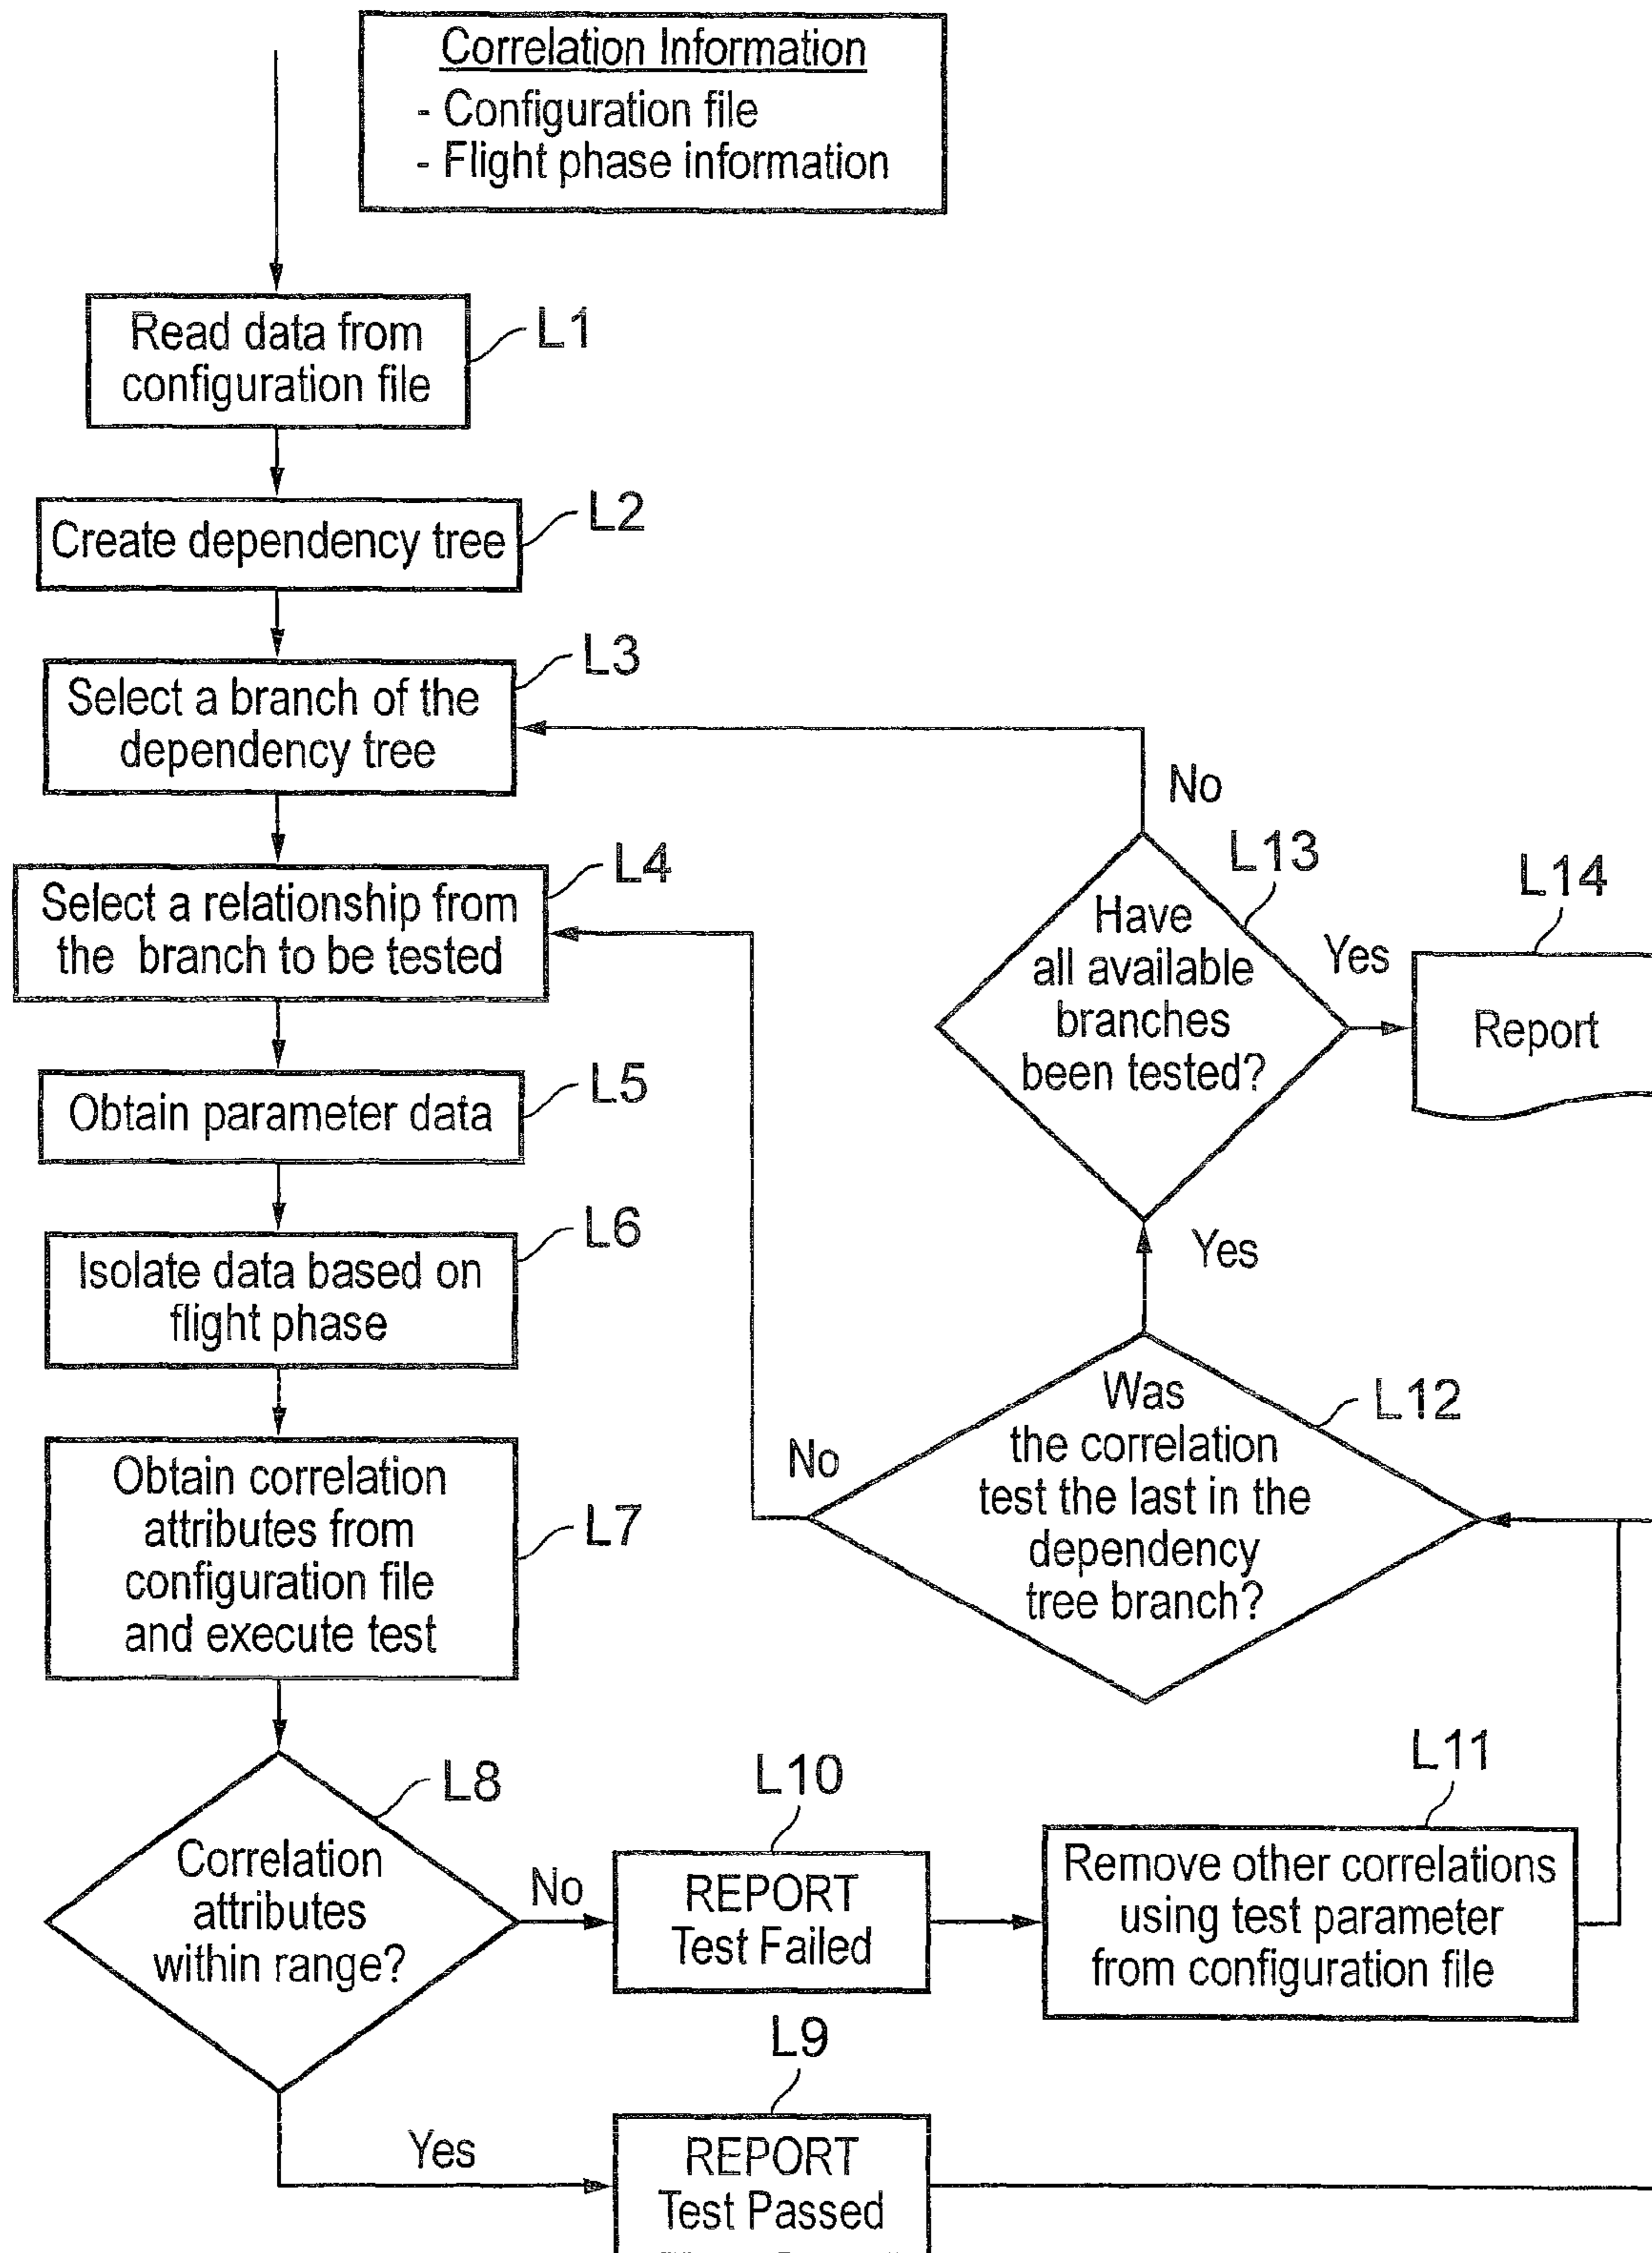 Correlation Information
- Configuration file
- Flight phase information
Read data from
configuration file
L1
Create dependency tree
L2
Select a branch of the
dependency tree
L3
Select a relationship from
the branch to be tested
L4
Obtain parameter data
L5
Isolate data based on
flight phase
L6
Obtain correlation
attributes from
configuration file
and execute test
L7
Correlation
attributes
within range?
L8
No
Yes
REPORT
Test Passed
L9
REPORT
Test Failed
L10
Remove other correlations
using test parameter
from configuration file
L11
Was
the correlation
test the last in the
dependency
tree branch?
L12
No
Yes
Have
all available
branches
been tested?
L13
No
Yes
Report
L14